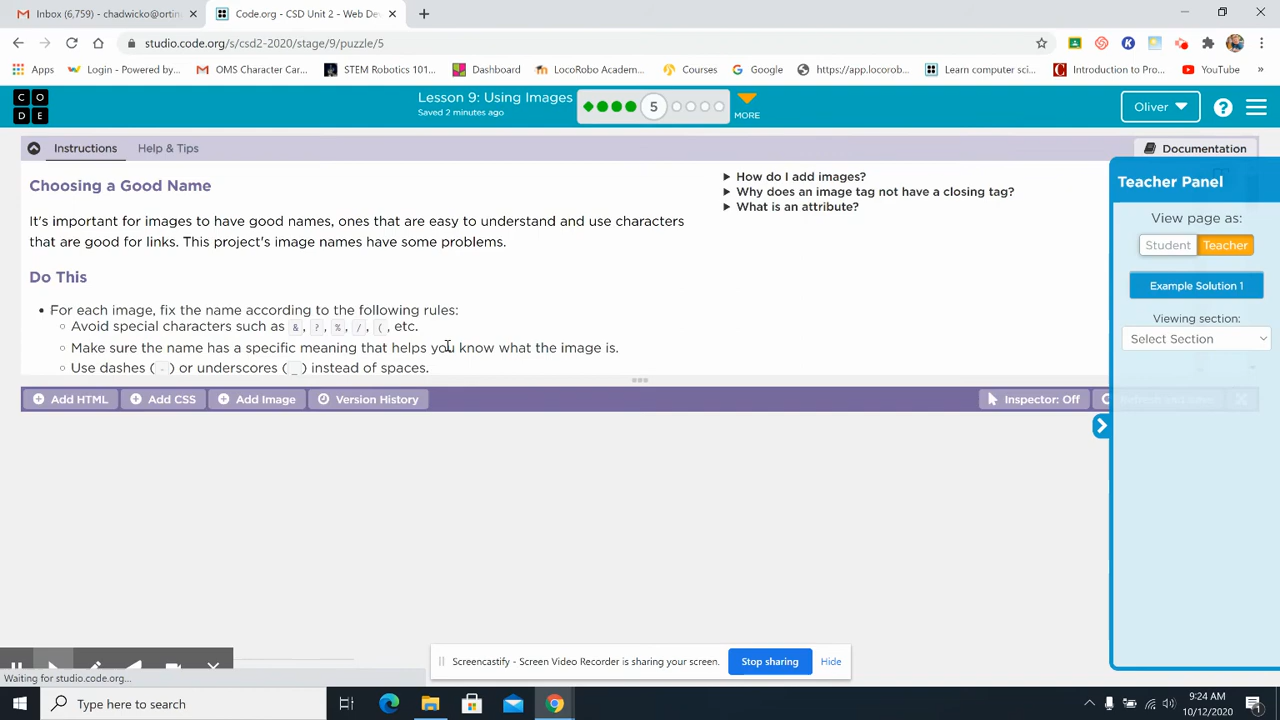 Inbox (6,759) - chadwicko@ortin
Code.org - CSD Unit 2 - Web De
studio.code.org/s/csd2-2020/stage/9/puzzle/5
Apps
Login - Powered by...
OMS Character Car...
STEM Robotics 101...
Dashboard
LocoRobo Academ...
Courses
Google
https://app.locorob...
Learn computer sci...
Introduction to Pro...
YouTube
C O
D E
Lesson 9: Using Images
Saved 2 minutes ago
5
MORE
Oliver
Instructions
Help & Tips
Documentation
Choosing a Good Name
It's important for images to have good names, ones that are easy to understand and use characters
that are good for links. This project's image names have some problems.
Do This
• For each image, fix the name according to the following rules:
Avoid special characters such as &, ?, %, /, (, etc.
Make sure the name has a specific meaning that helps you know what the image is.
Use dashes (-) or underscores (_) instead of spaces.
How do I add images?
Why does an image tag not have a closing tag?
What is an attribute?
Teacher Panel
View page as:
Student
Teacher
Example Solution 1
Viewing section:
Select Section
Add HTML
Add CSS
Add Image
Version History
Inspector: Off
Screencastify - Screen Video Recorder is sharing your screen.
Stop sharing
Hide
Waiting for studio.code.org...
Type here to search
9:24 AM
10/12/2020
1